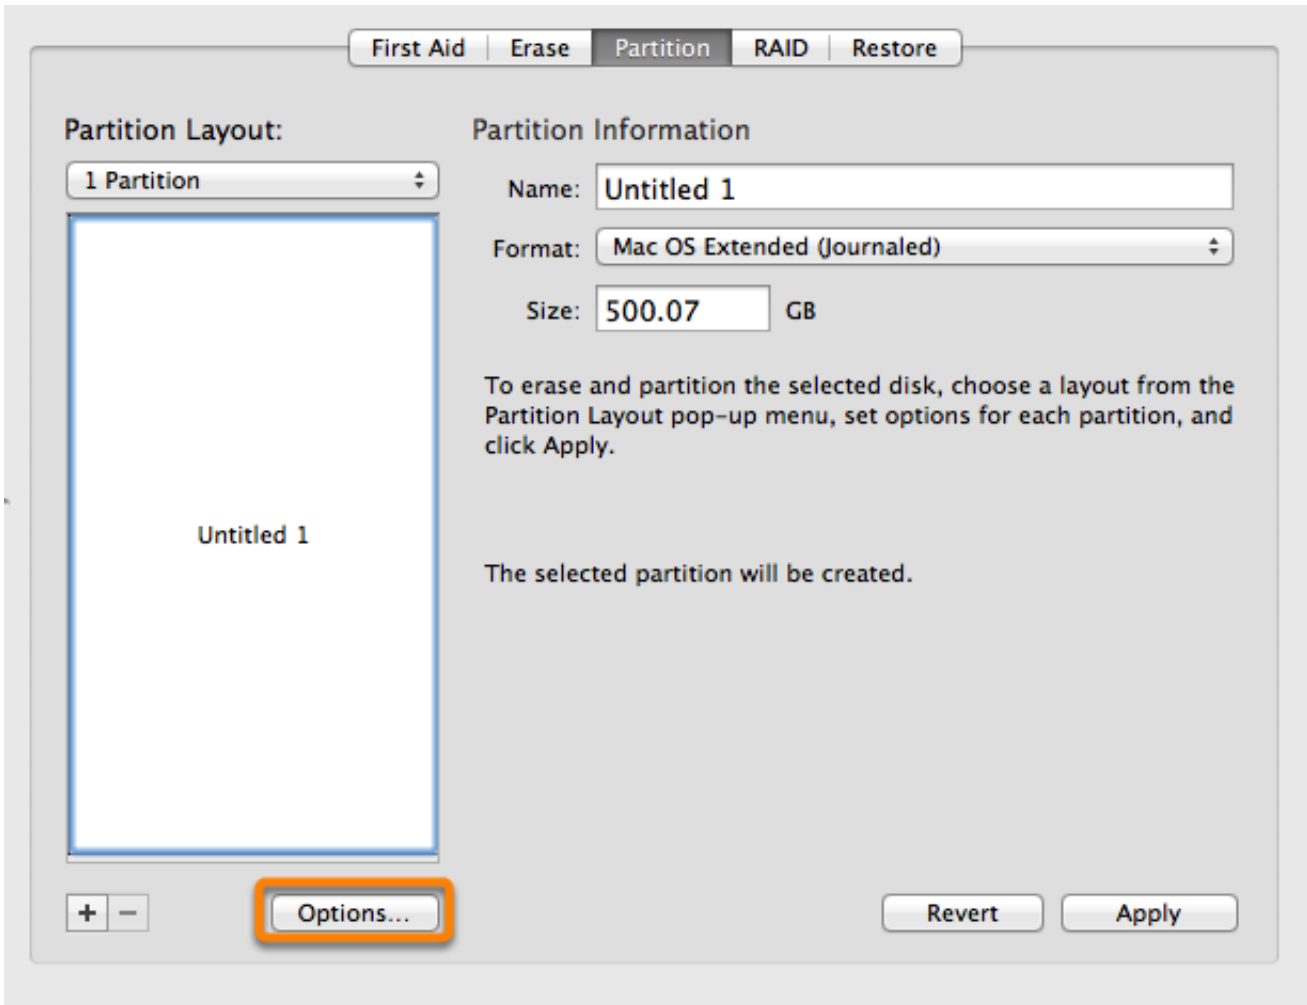 First Aid Erase Partition RAID Restore
Partition Layout:
1 Partition
Untitled 1
+ − Options...
Partition Information
Name: Untitled 1
Format: Mac OS Extended (Journaled)
Size: 500.07 GB
To erase and partition the selected disk, choose a layout from the
Partition Layout pop-up menu, set options for each partition, and
click Apply.
The selected partition will be created.
Revert Apply